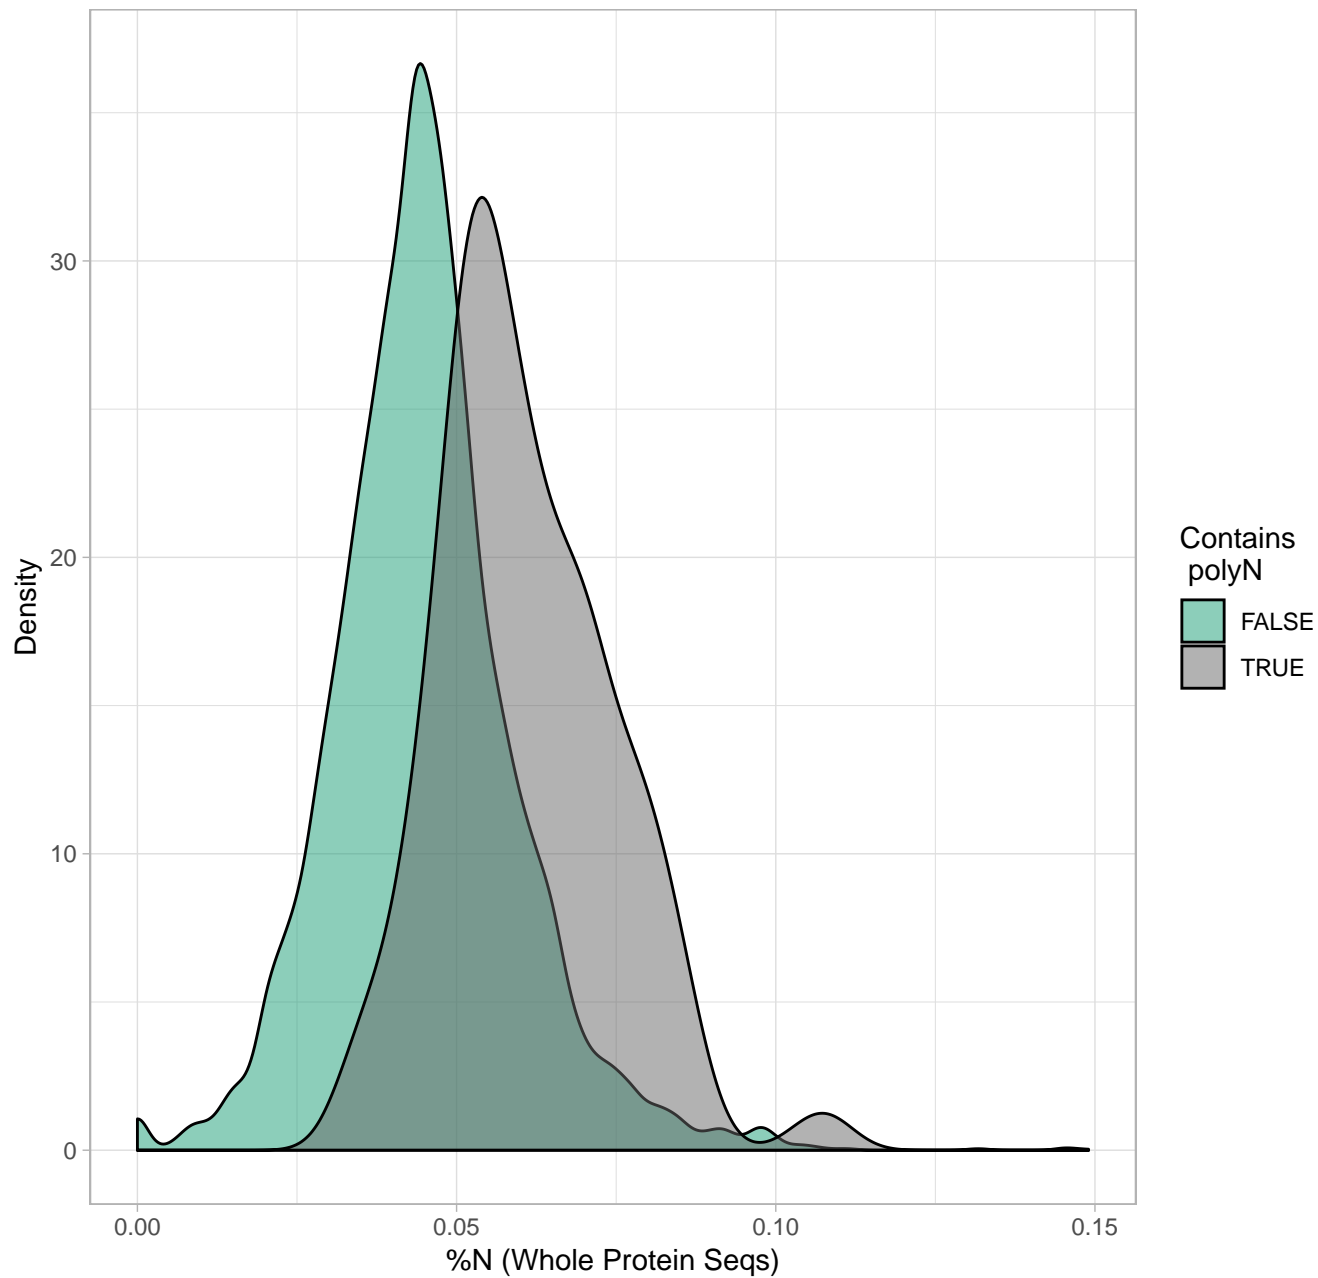 30
20
10
0
Density
0.00
0.05
0.10
0.15
%N (Whole Protein Seqs)
Contains
polyN
FALSE
TRUE